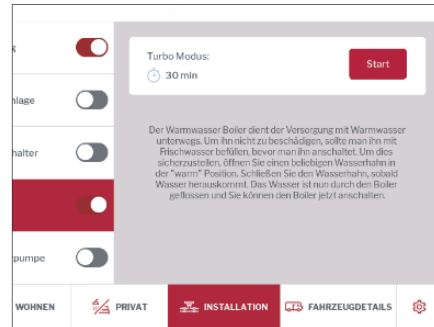 Turbo Modus:
30 min
Start
nlage
halter
pumpe
Der Warmwasser Boiler dient der Versorgung mit Warmwasser
unterwegs. Um ihn nicht zu beschädigen, sollte man ihn mit
Frischwasser befüllen, bevor man ihn anschaltet. Um dies
sicherzustellen, öffnen Sie einen beliebigen Wasserhahn in
der "warm" Position. Schließen Sie den Wasserhahn, sobald
Wasser herauskommt. Das Wasser ist nun durch den Boiler
geflossen und Sie können den Boiler jetzt anschalten.
WOHNEN
PRIVAT
INSTALLATION
FAHRZEUGDETAILS